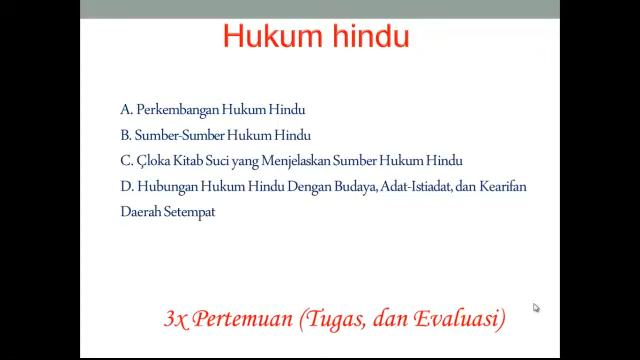 Hukum hindu
A. Perkembangan Hukum Hindu
B. Sumber-Sumber Hukum Hindu
C. Çloka Kitab Suci yang Menjelaskan Sumber Hukum Hindu
D. Hubungan Hukum Hindu Dengan Budaya, Adat-Istiadat, dan Kearifan
Daerah Setempat
3x Pertemuan (Tugas, dan Evaluasi)